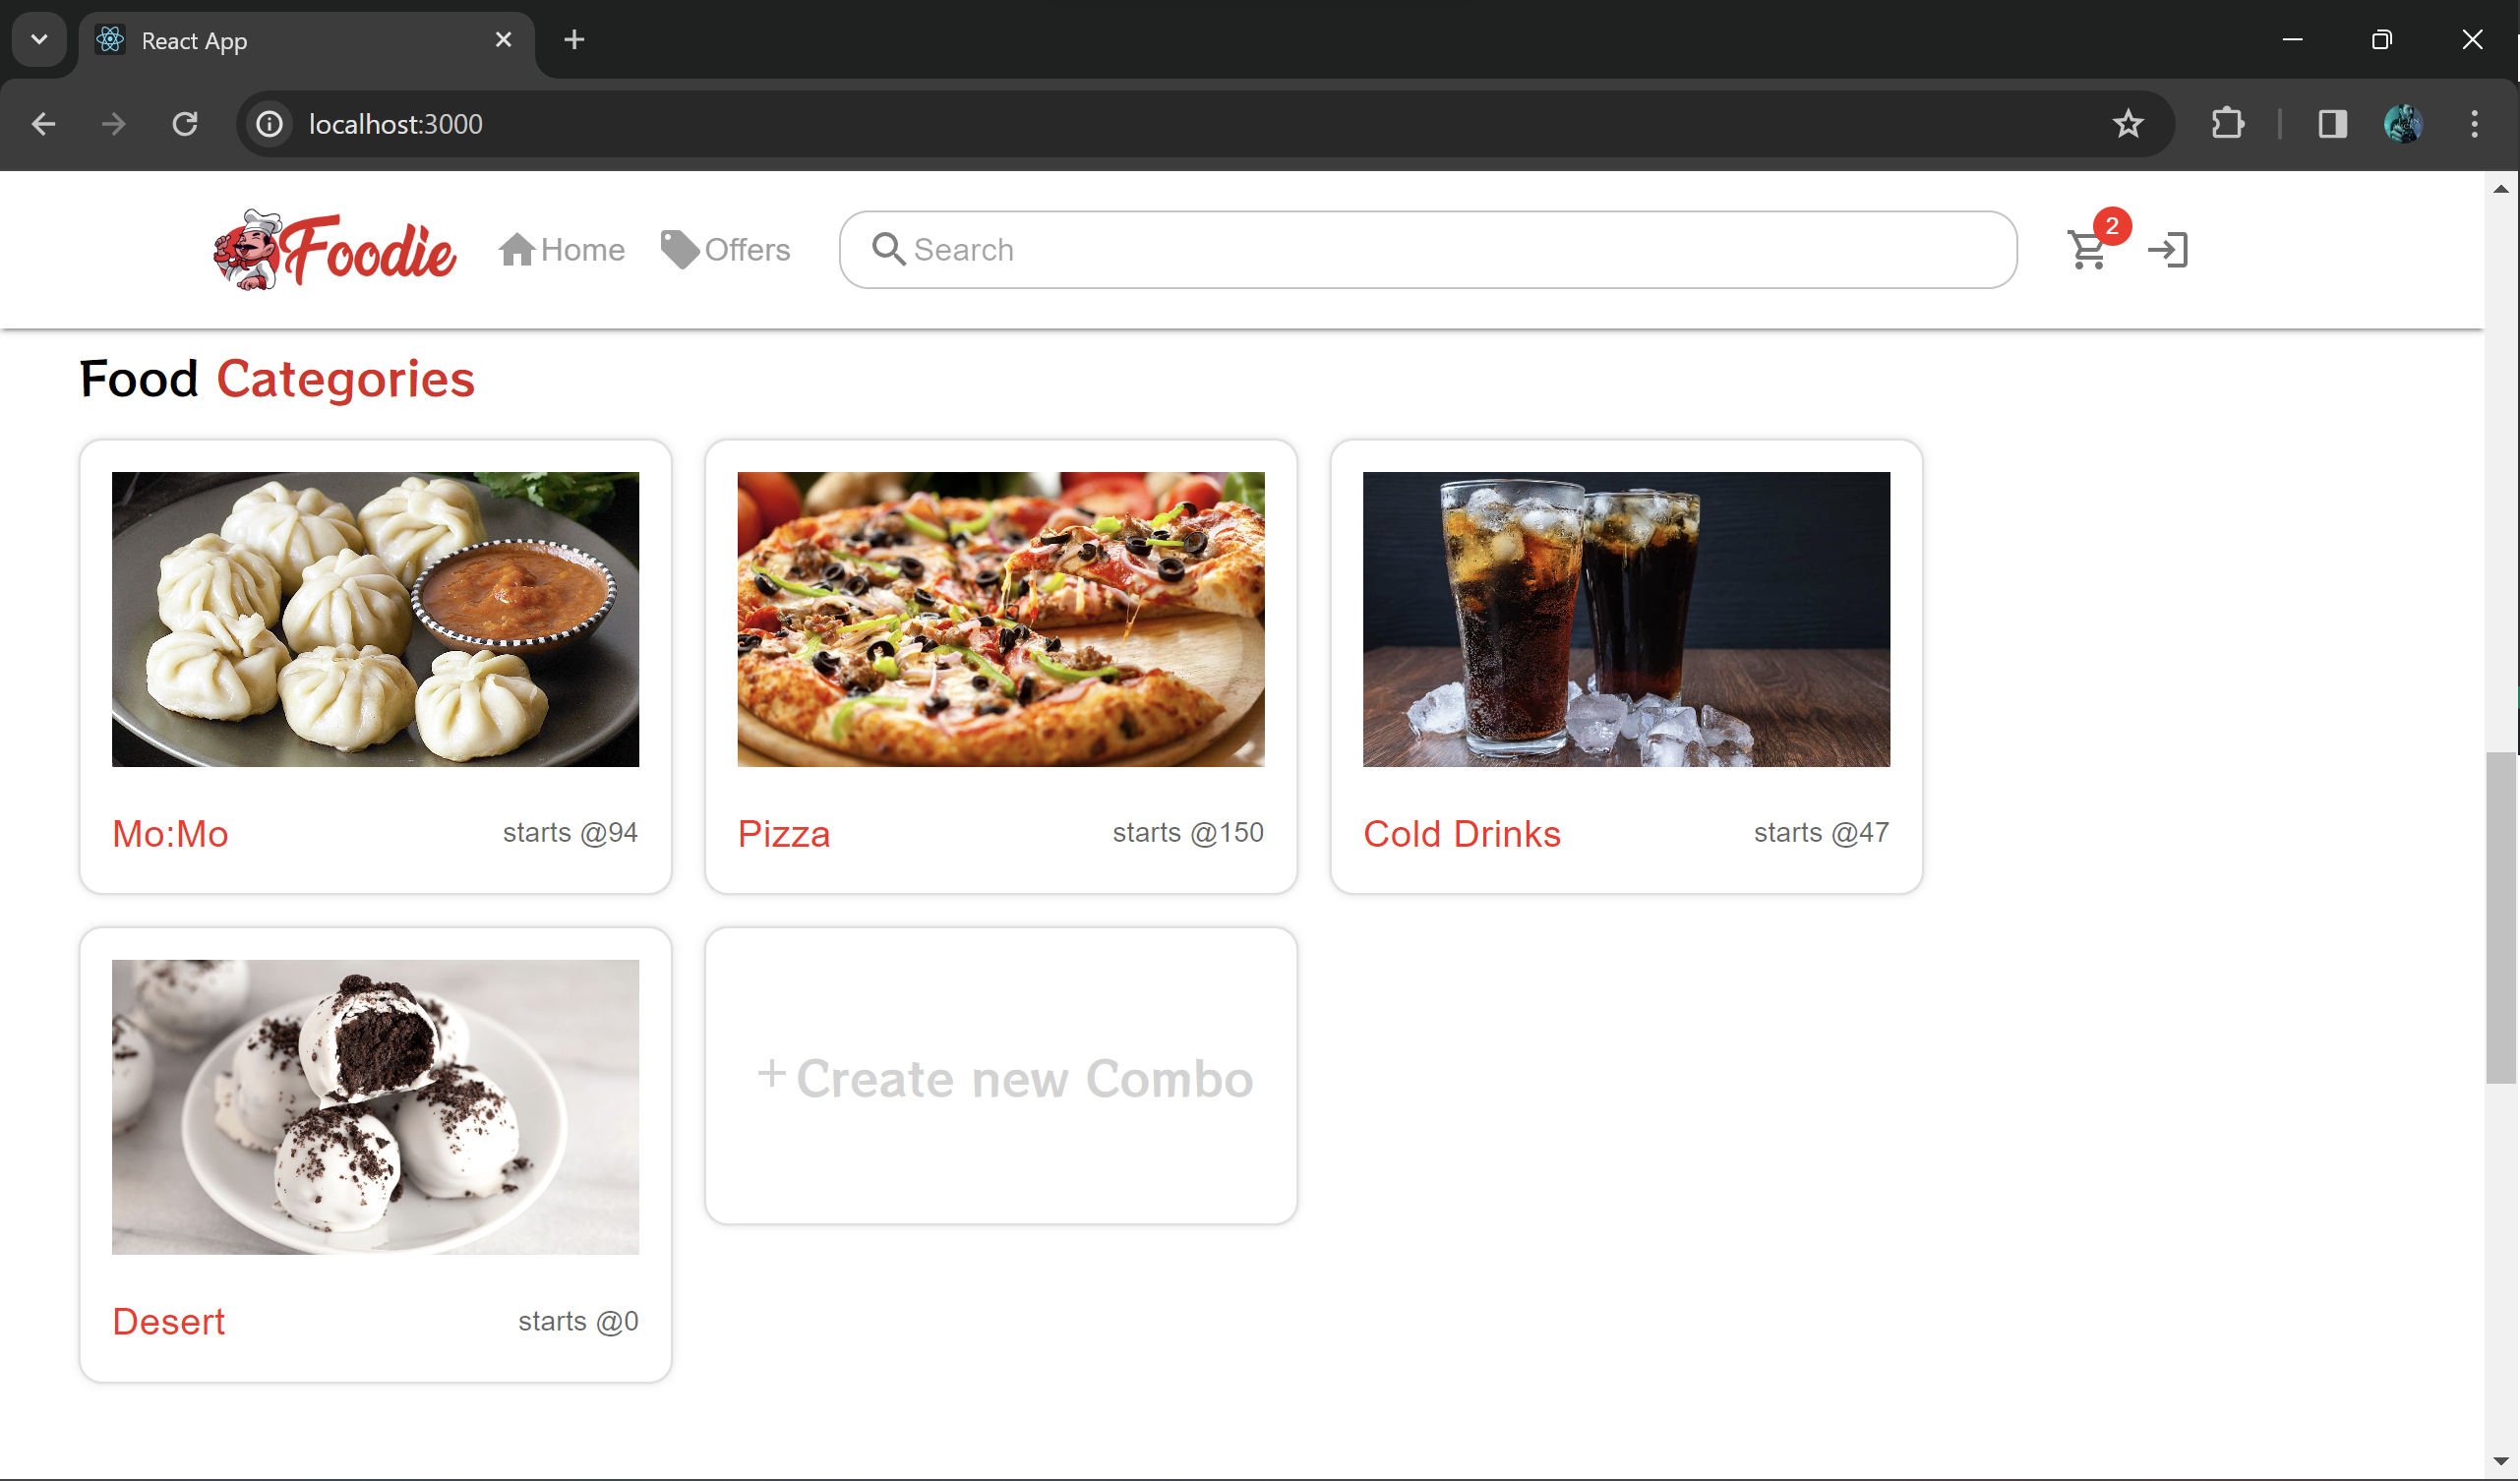 React App
localhost:3000
Foodie Home Offers Search 2
Food Categories
Mo:Mo starts @94
Pizza starts @150
Cold Drinks starts @47
Desert starts @0
+ Create new Combo